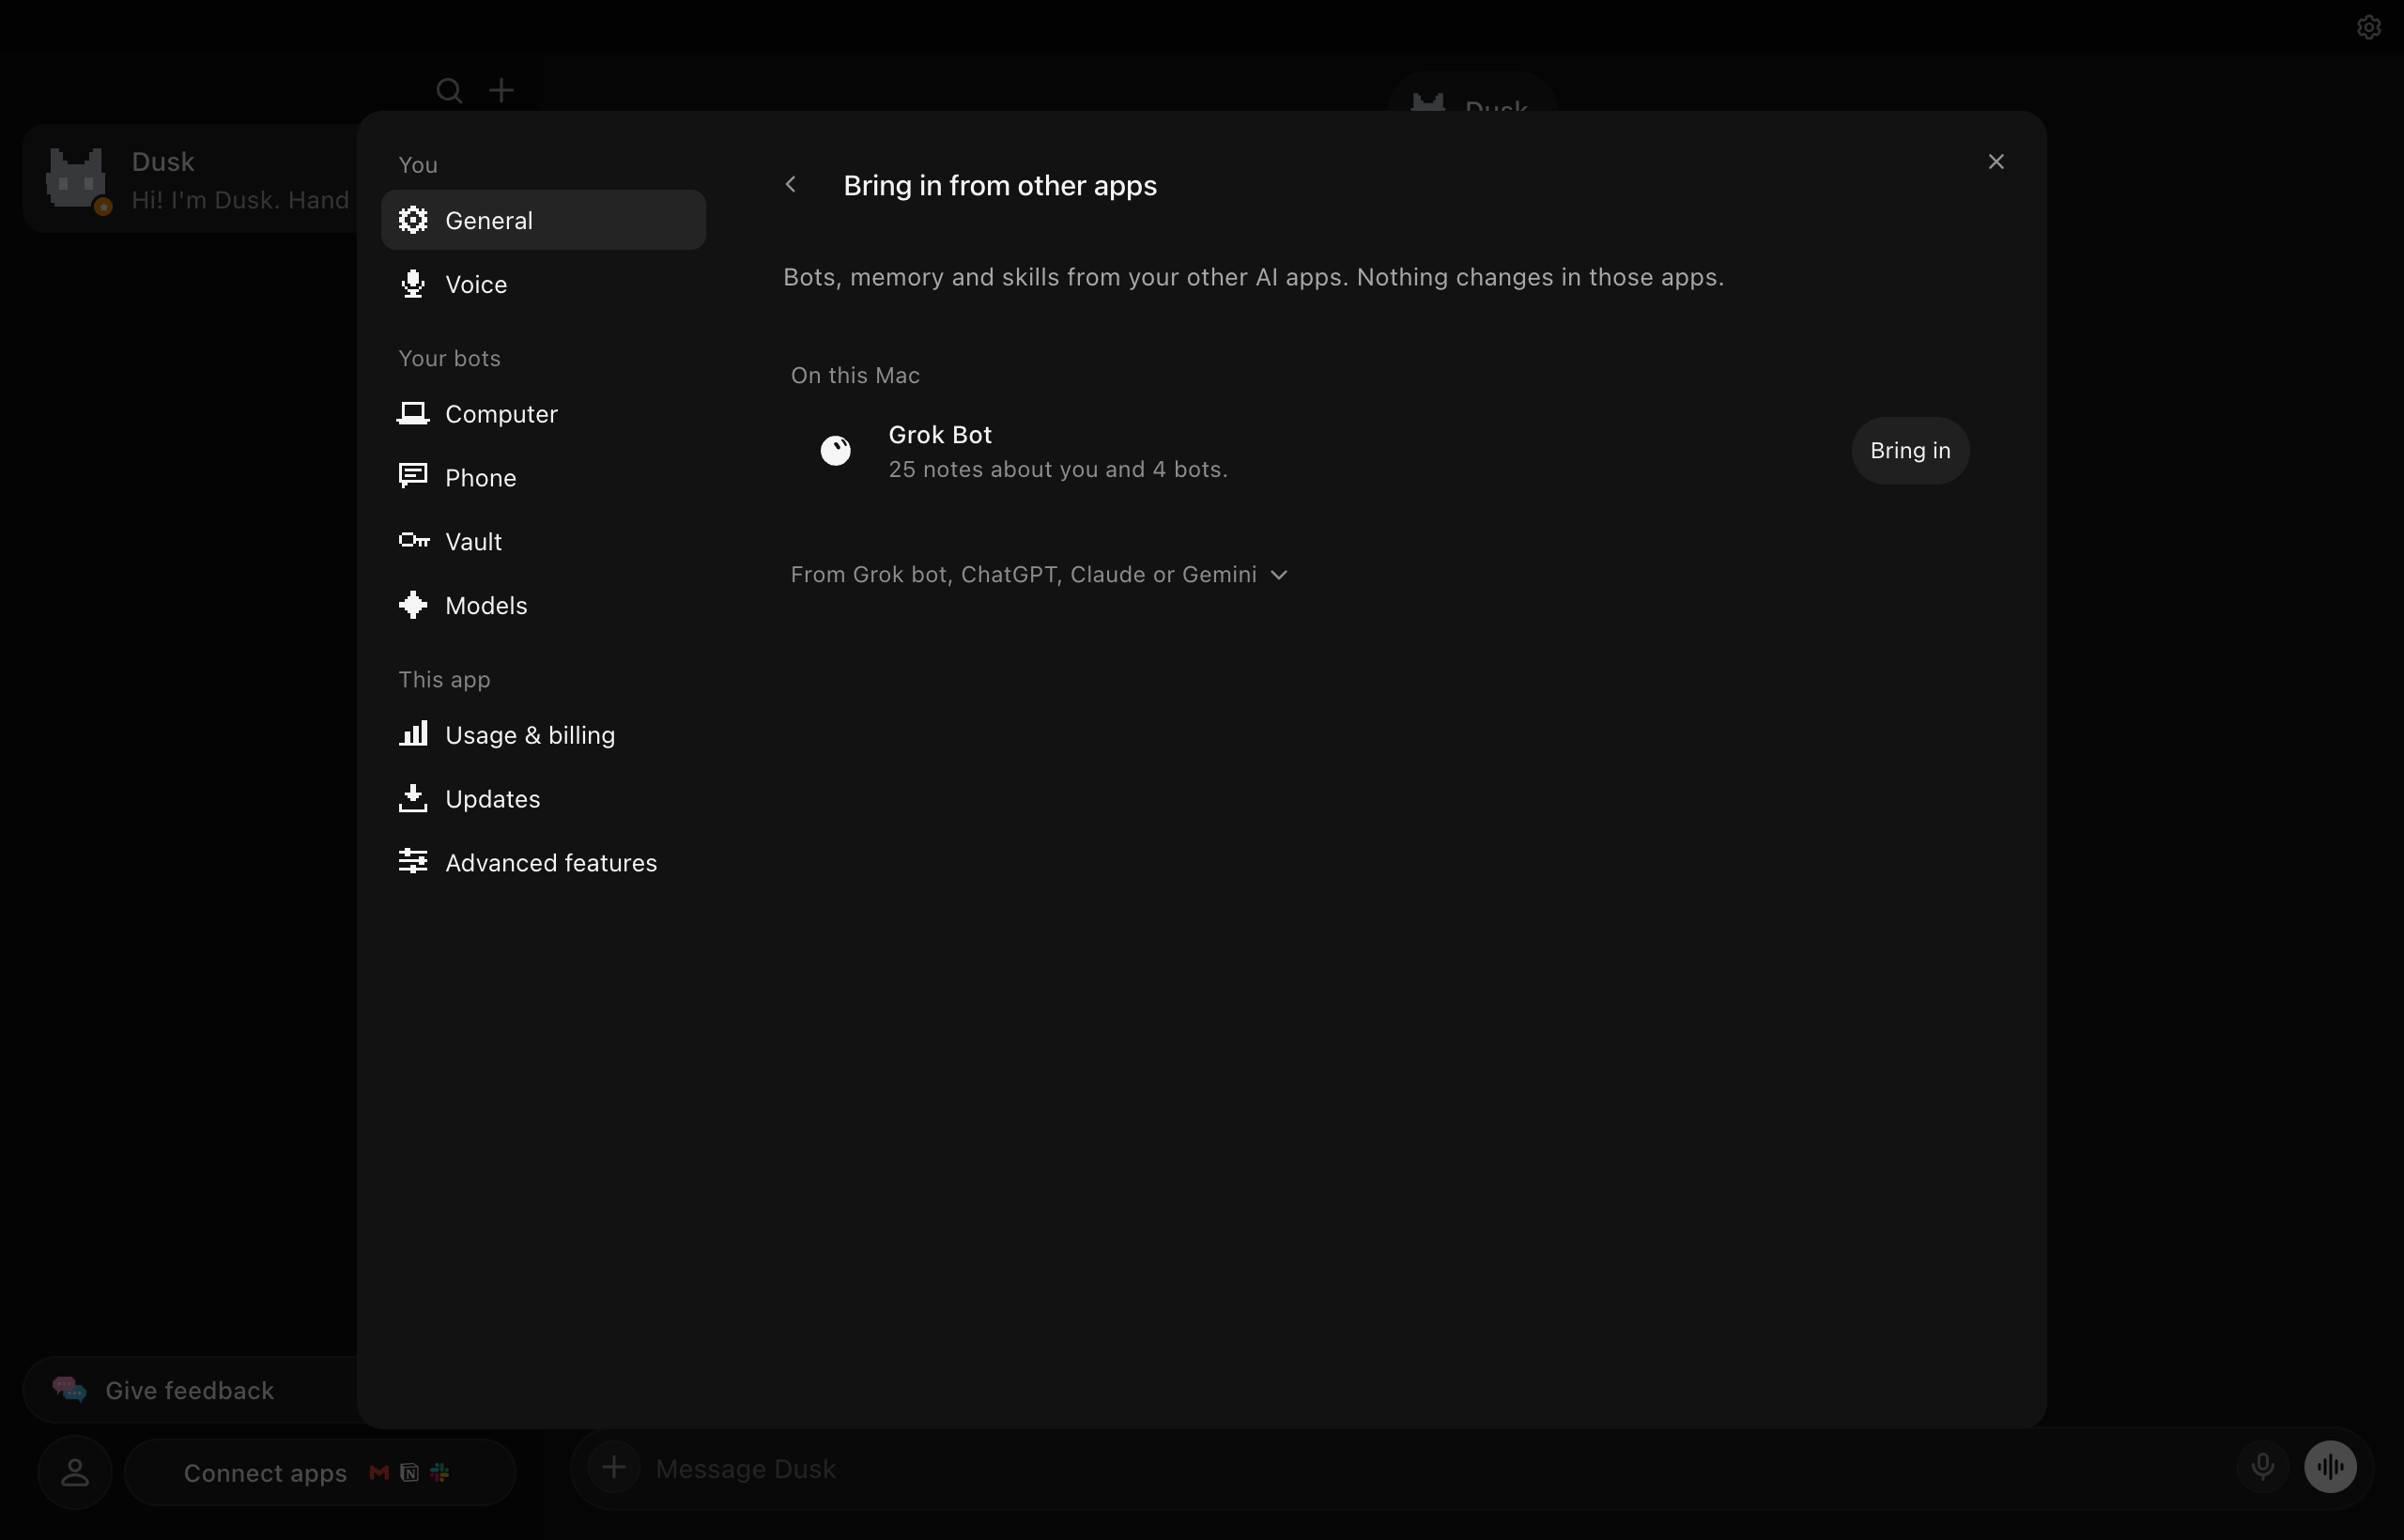 Dusk
Dusk
Hi! I'm Dusk. Hand
You
General
Voice
Your bots
Computer
Phone
Vault
Models
This app
Usage & billing
Updates
Advanced features
Bring in from other apps
Bots, memory and skills from your other AI apps. Nothing changes in those apps.
On this Mac
Grok Bot
25 notes about you and 4 bots.
Bring in
From Grok bot, ChatGPT, Claude or Gemini
Give feedback
Connect apps
Message Dusk